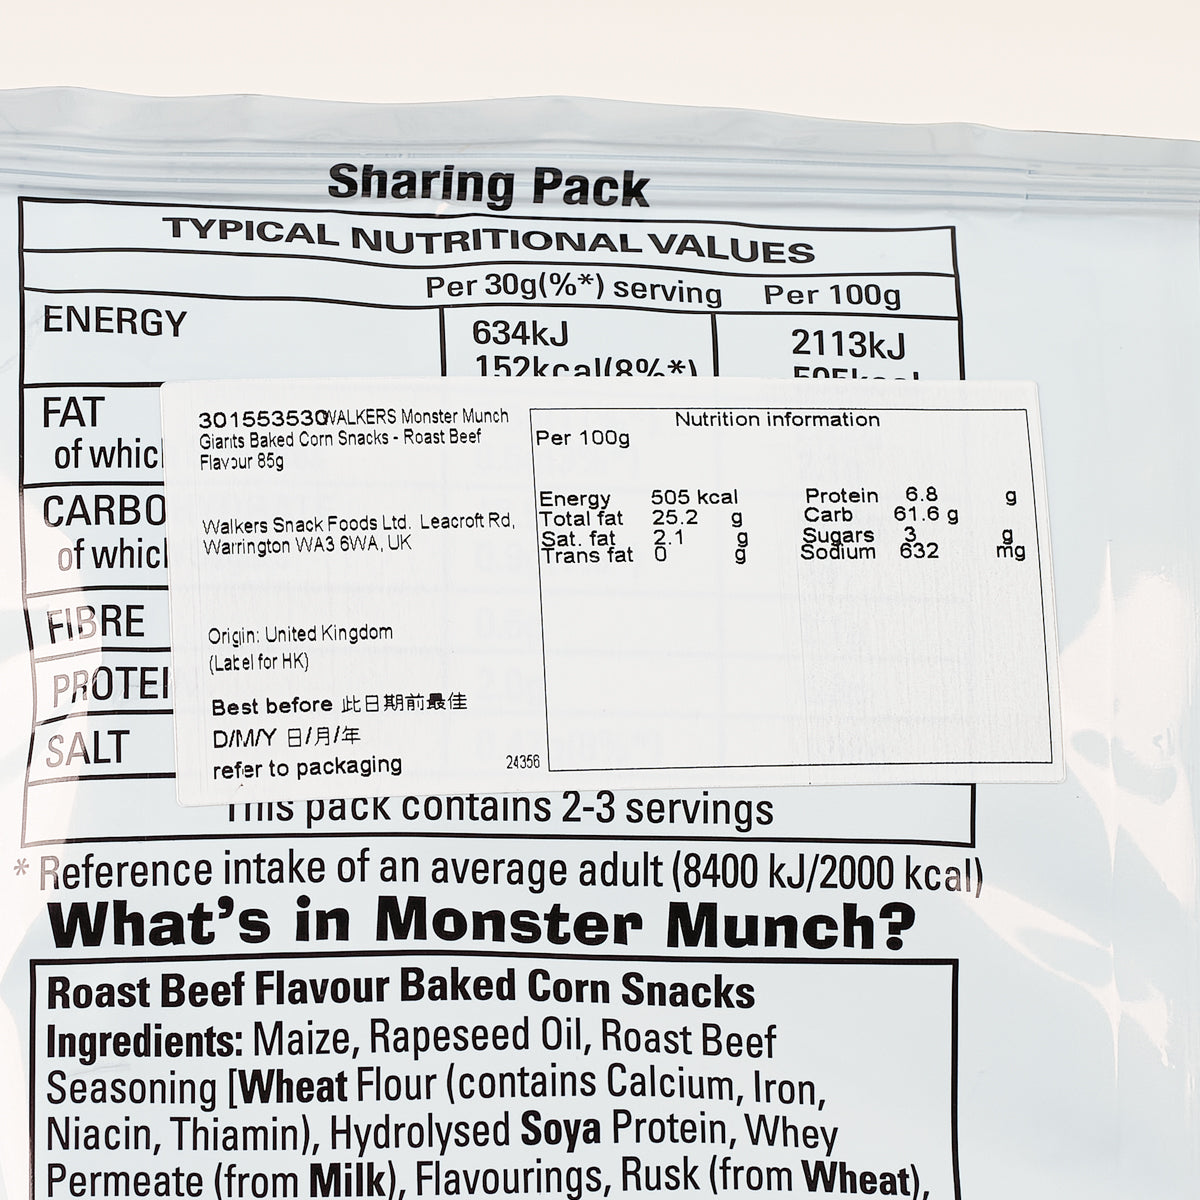 Sharing Pack
TYPICAL NUTRITIONAL VALUES
Per 30g(%*) serving Per 100g
ENERGY 634kJ 2113kJ
152kcal(8%*) 505kcal
FAT
of which
CARBO
of which
FIBRE
PROTEI
SALT
301553530WALKERS Monster Munch
Giants Baked Corn Snacks - Roast Beef
Flavour 85g
Walkers Snack Foods Ltd. Leacroft Rd,
Warrington WA3 6WA, UK
Origin: United Kingdom
(Label for HK)
Best before 此日期前最佳
D/M/Y 日/月/年
refer to packaging
24356
Nutrition information
Per 100g
Energy 505 kcal Protein 6.8 g
Total fat 25.2 g Carb 61.6 g
Sat. fat 2.1 g Sugars 3 g
Trans fat 0 g Sodium 632 mg
This pack contains 2-3 servings
* Reference intake of an average adult (8400 kJ/2000 kcal)
What's in Monster Munch?
Roast Beef Flavour Baked Corn Snacks
Ingredients: Maize, Rapeseed Oil, Roast Beef
Seasoning [Wheat Flour (contains Calcium, Iron,
Niacin, Thiamin), Hydrolysed Soya Protein, Whey
Permeate (from Milk), Flavourings, Rusk (from Wheat),